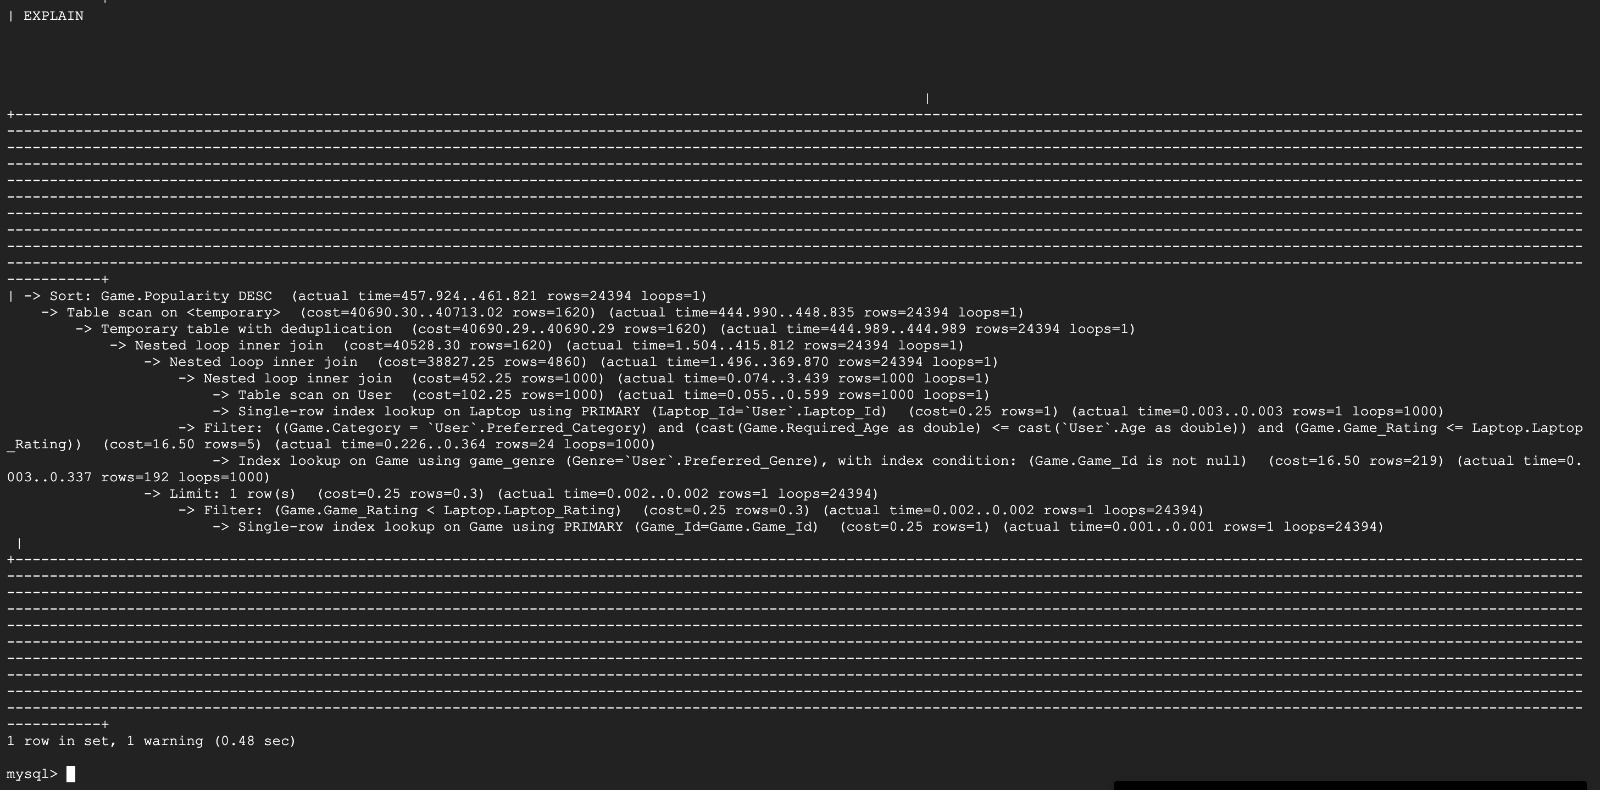 | EXPLAIN
|
+----------------------------------------------------------------------------------------------------------------------------------------------------------------------------------------
-----------+
| -> Sort: Game.Popularity DESC  (actual time=457.924..461.821 rows=24394 loops=1)
    -> Table scan on <temporary>  (cost=40690.30..40713.02 rows=1620) (actual time=444.990..448.835 rows=24394 loops=1)
        -> Temporary table with deduplication  (cost=40690.29..40690.29 rows=1620) (actual time=444.989..444.989 rows=24394 loops=1)
            -> Nested loop inner join  (cost=40528.30 rows=1620) (actual time=1.504..415.812 rows=24394 loops=1)
                -> Nested loop inner join  (cost=38827.25 rows=4860) (actual time=1.496..369.870 rows=24394 loops=1)
                    -> Nested loop inner join  (cost=452.25 rows=1000) (actual time=0.074..3.439 rows=1000 loops=1)
                        -> Table scan on User  (cost=102.25 rows=1000) (actual time=0.055..0.599 rows=1000 loops=1)
                        -> Single-row index lookup on Laptop using PRIMARY (Laptop_Id=`User`.Laptop_Id)  (cost=0.25 rows=1) (actual time=0.003..0.003 rows=1 loops=1000)
                    -> Filter: ((Game.Category = `User`.Preferred_Category) and (cast(Game.Required_Age as double) <= cast(`User`.Age as double)) and (Game.Game_Rating <= Laptop.Laptop
_Rating))  (cost=16.50 rows=5) (actual time=0.226..0.364 rows=24 loops=1000)
                        -> Index lookup on Game using game_genre (Genre=`User`.Preferred_Genre), with index condition: (Game.Game_Id is not null)  (cost=16.50 rows=219) (actual time=0.
003..0.337 rows=192 loops=1000)
                -> Limit: 1 row(s)  (cost=0.25 rows=0.3) (actual time=0.002..0.002 rows=1 loops=24394)
                    -> Filter: (Game.Game_Rating < Laptop.Laptop_Rating)  (cost=0.25 rows=0.3) (actual time=0.002..0.002 rows=1 loops=24394)
                        -> Single-row index lookup on Game using PRIMARY (Game_Id=Game.Game_Id)  (cost=0.25 rows=1) (actual time=0.001..0.001 rows=1 loops=24394)
 |
+----------------------------------------------------------------------------------------------------------------------------------------------------------------------------------------
-----------+
1 row in set, 1 warning (0.48 sec)
mysql>